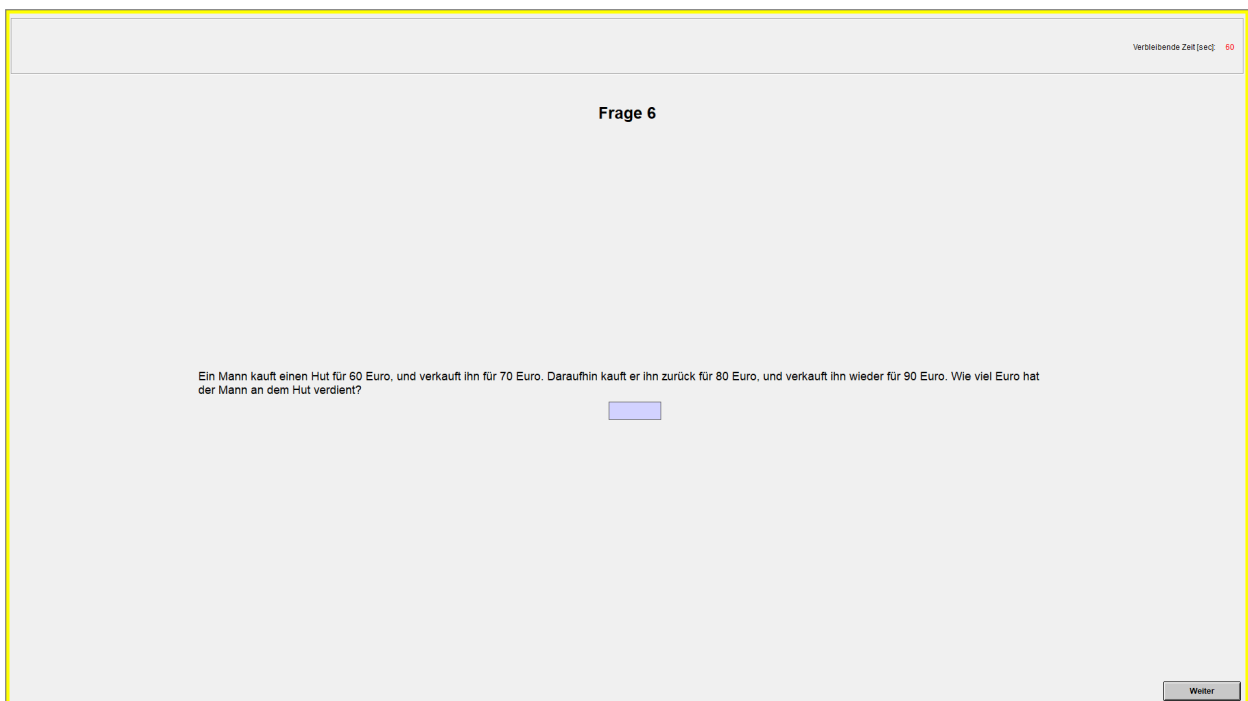 Verbleibende Zeit [sec]: 60
Frage 6
Ein Mann kauft einen Hut für 60 Euro, und verkauft ihn für 70 Euro. Daraufhin kauft er ihn zurück für 80 Euro, und verkauft ihn wieder für 90 Euro. Wie viel Euro hat
der Mann an dem Hut verdient?
Weiter